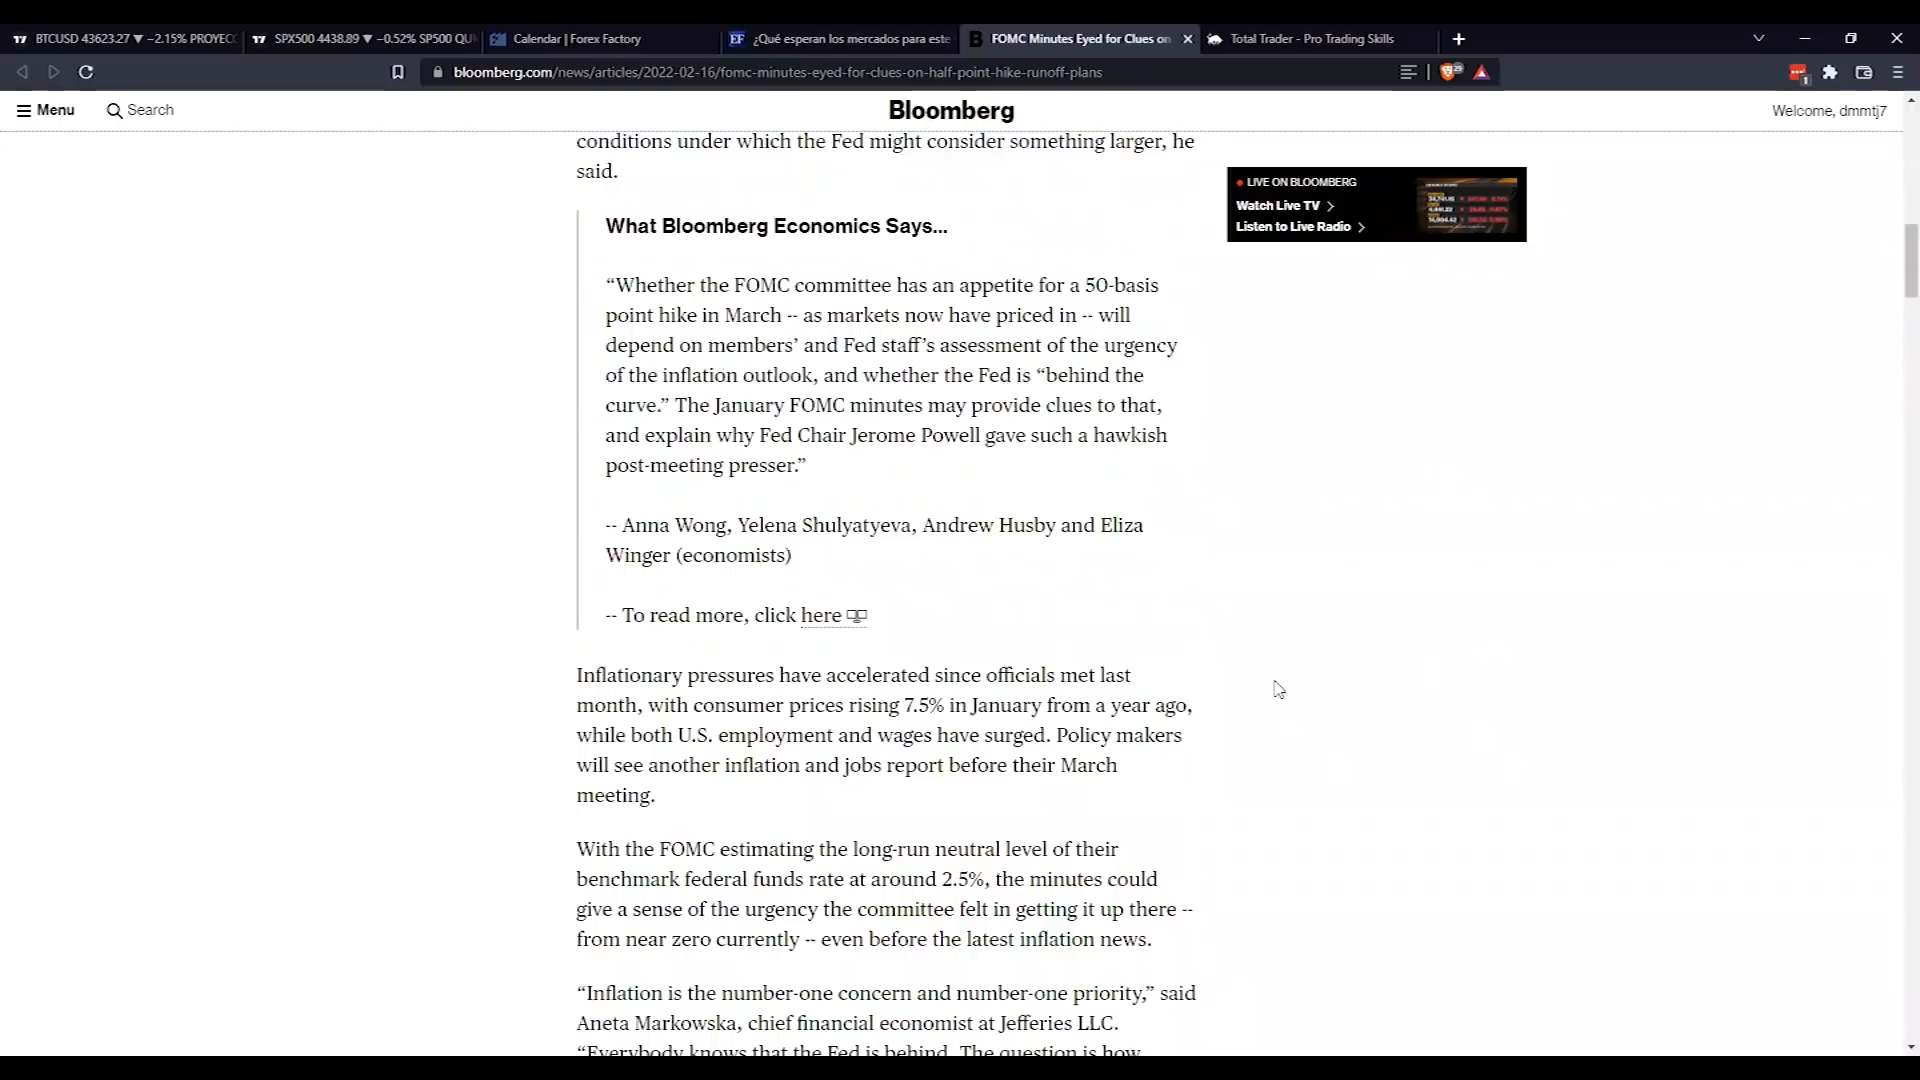 BTCUSD 43623.27 ▼ −2.15% PROYEC
SPX500 4438.89 ▼ −0.52% SP500 QU
Calendar | Forex Factory
¿Qué esperan los mercados para este
FOMC Minutes Eyed for Clues on
Total Trader - Pro Trading Skills
bloomberg.com/news/articles/2022-02-16/fomc-minutes-eyed-for-clues-on-half-point-hike-runoff-plans
Menu
Search
Bloomberg
Welcome, dmmtj7
conditions under which the Fed might consider something larger, he
said.
LIVE ON BLOOMBERG
Watch Live TV >
Listen to Live Radio >
What Bloomberg Economics Says...
“Whether the FOMC committee has an appetite for a 50-basis
point hike in March -- as markets now have priced in -- will
depend on members’ and Fed staff’s assessment of the urgency
of the inflation outlook, and whether the Fed is “behind the
curve.” The January FOMC minutes may provide clues to that,
and explain why Fed Chair Jerome Powell gave such a hawkish
post-meeting presser.”
-- Anna Wong, Yelena Shulyatyeva, Andrew Husby and Eliza
Winger (economists)
-- To read more, click here
Inflationary pressures have accelerated since officials met last
month, with consumer prices rising 7.5% in January from a year ago,
while both U.S. employment and wages have surged. Policy makers
will see another inflation and jobs report before their March
meeting.
With the FOMC estimating the long-run neutral level of their
benchmark federal funds rate at around 2.5%, the minutes could
give a sense of the urgency the committee felt in getting it up there --
from near zero currently -- even before the latest inflation news.
“Inflation is the number-one concern and number-one priority,” said
Aneta Markowska, chief financial economist at Jefferies LLC.
“Everybody knows that the Fed is behind. The question is how